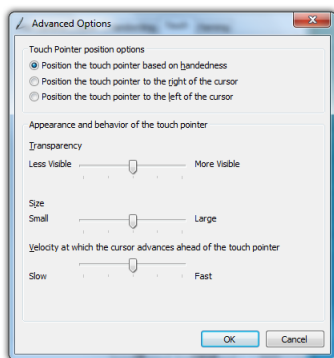 Advanced Options
Touch
Touch Pointer position options
Position the touch pointer based on handedness
Position the touch pointer to the right of the cursor
Position the touch pointer to the left of the cursor
Appearance and behavior of the touch pointer
Transparency
Less Visible More Visible
Size
Small Large
Velocity at which the cursor advances ahead of the touch pointer
Slow Fast
OK Cancel